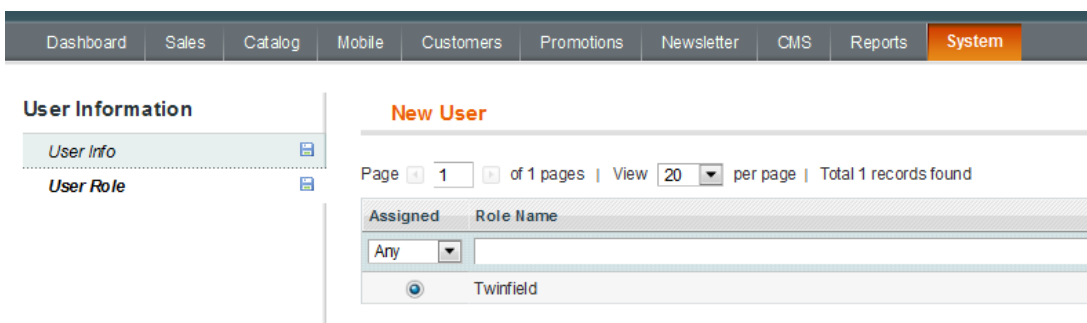 Dashboard Sales Catalog Mobile Customers Promotions Newsletter CMS Reports System
User Information
User Info
User Role
New User
Page 1 of 1 pages | View 20 per page | Total 1 records found
Assigned Role Name
Any
Twinfield